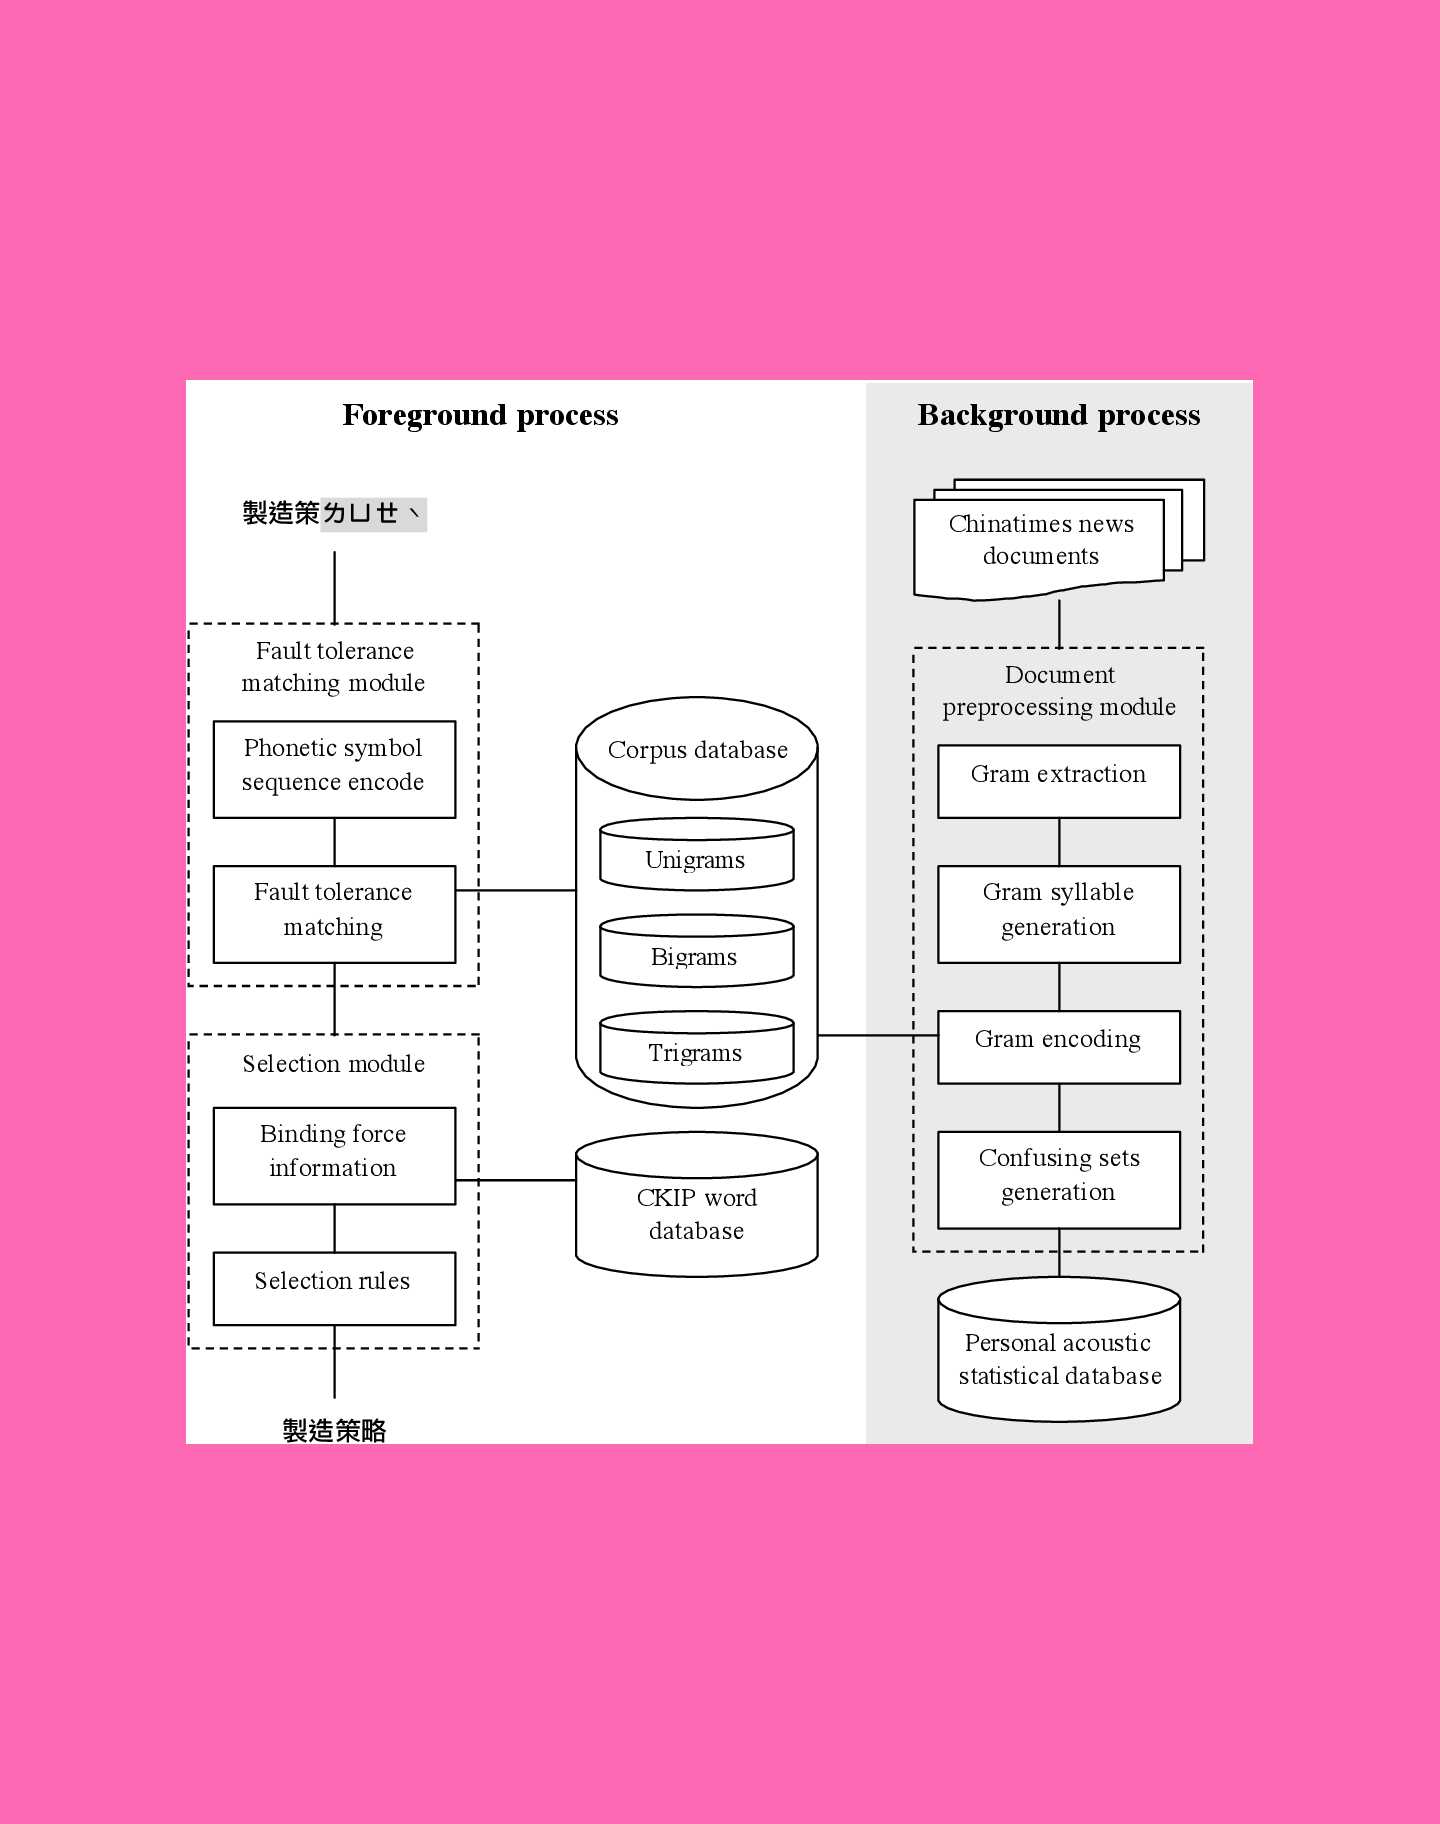 Foreground process
製造策ㄌㄩㄝˋ
Fault tolerance
matching module
Phonetic symbol
sequence encode
Fault tolerance
matching
Selection module
Binding force
information
Selection rules
製造策略
Corpus database
Unigrams
Bigrams
Trigrams
CKIP word
database
Background process
Chinatimes news
documents
Document
preprocessing module
Gram extraction
Gram syllable
generation
Gram encoding
Confusing sets
generation
Personal acoustic
statistical database